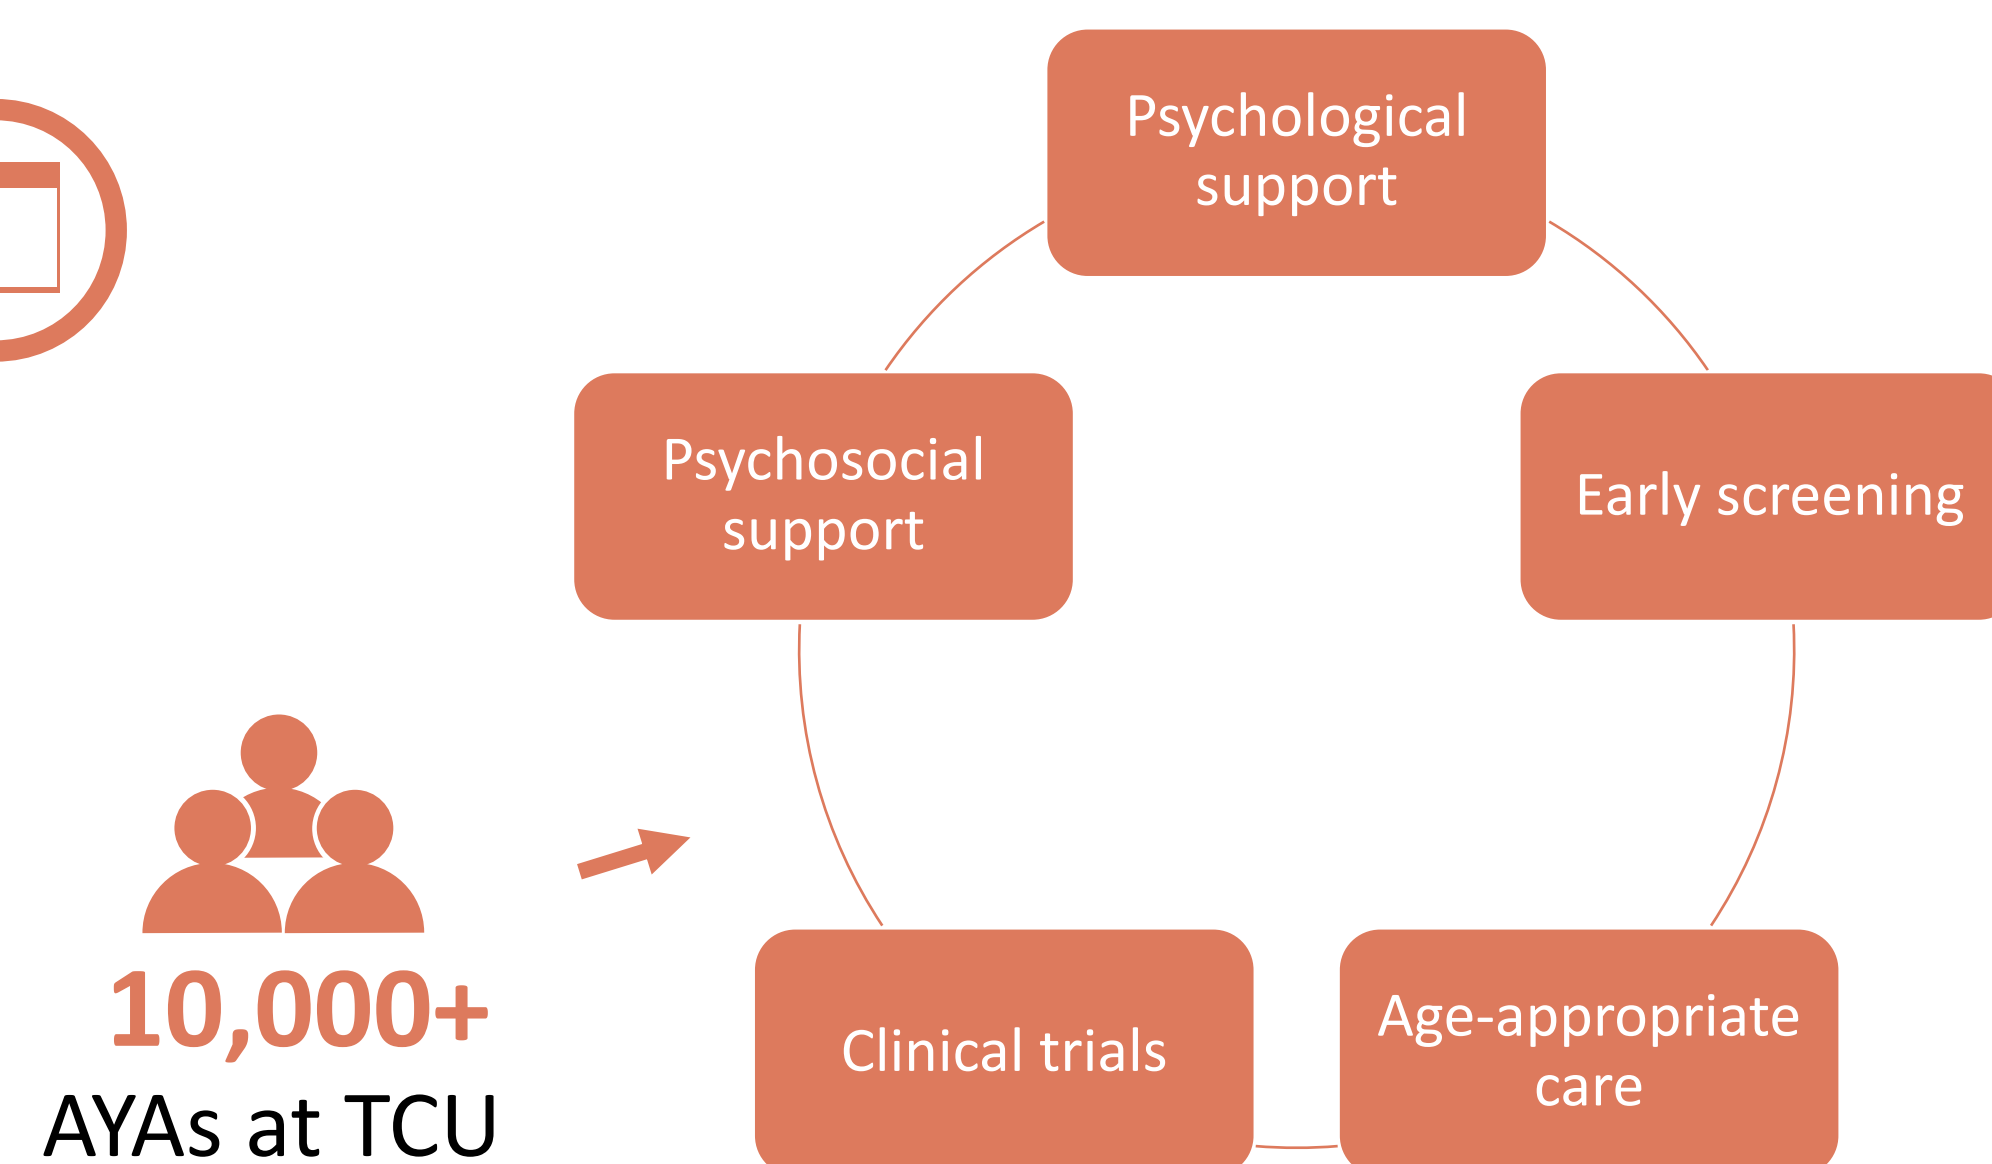 Psychological
support
Psychosocial
support
Early screening
10,000+
AYAs at TCU
Clinical trials
Age-appropriate
care